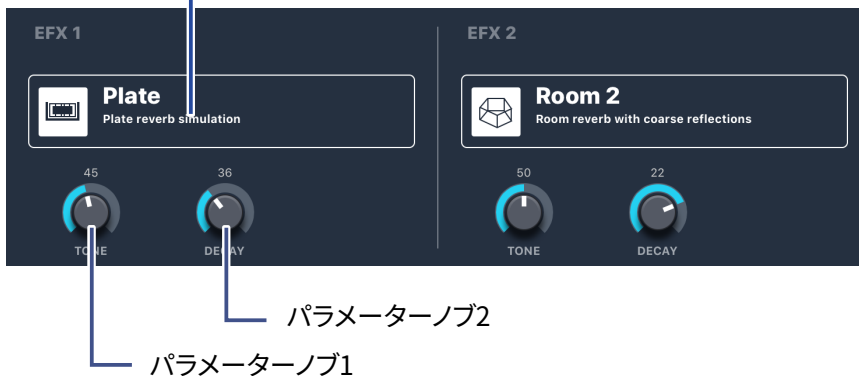 EFX 1
Plate
Plate reverb simulation
45
36
TONE
DECAY
EFX 2
Room 2
Room reverb with coarse reflections
50
22
TONE
DECAY
パラメーターノブ2
パラメーターノブ1